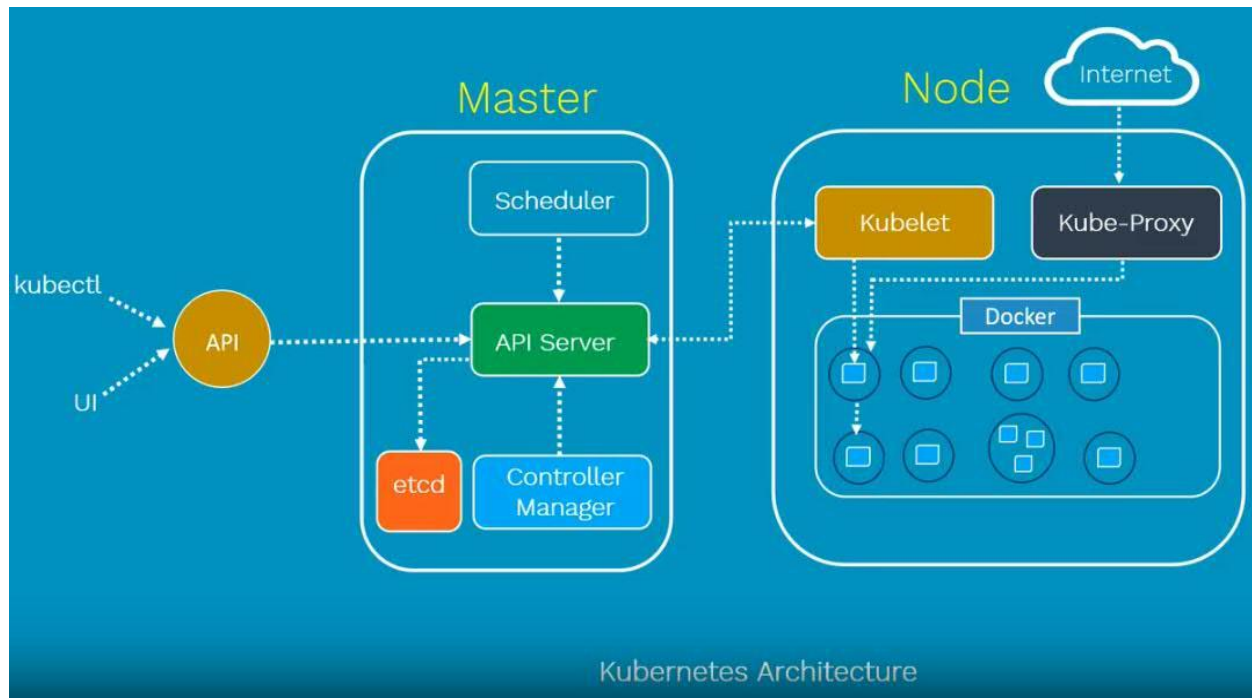 Master
Node
Internet
Scheduler
Kubelet
Kube-Proxy
kubectl
API
API Server
Docker
UI
etcd
Controller
Manager
Kubernetes Architecture